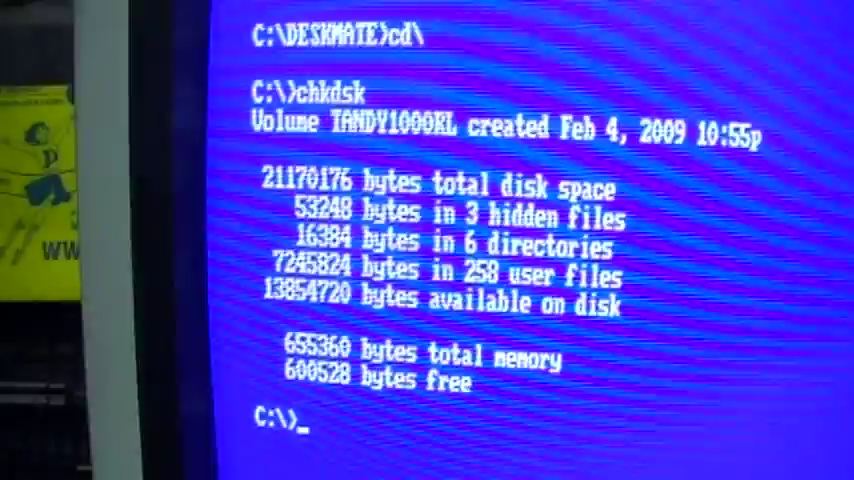 C:\DESKMATE>cd\
C:\>chkdsk
Volume TANDY1000RL created Feb 4, 2009 10:55p
21170176 bytes total disk space
53248 bytes in 3 hidden files
16384 bytes in 6 directories
7245824 bytes in 258 user files
13854720 bytes available on disk
655360 bytes total memory
600528 bytes free
C:\>_